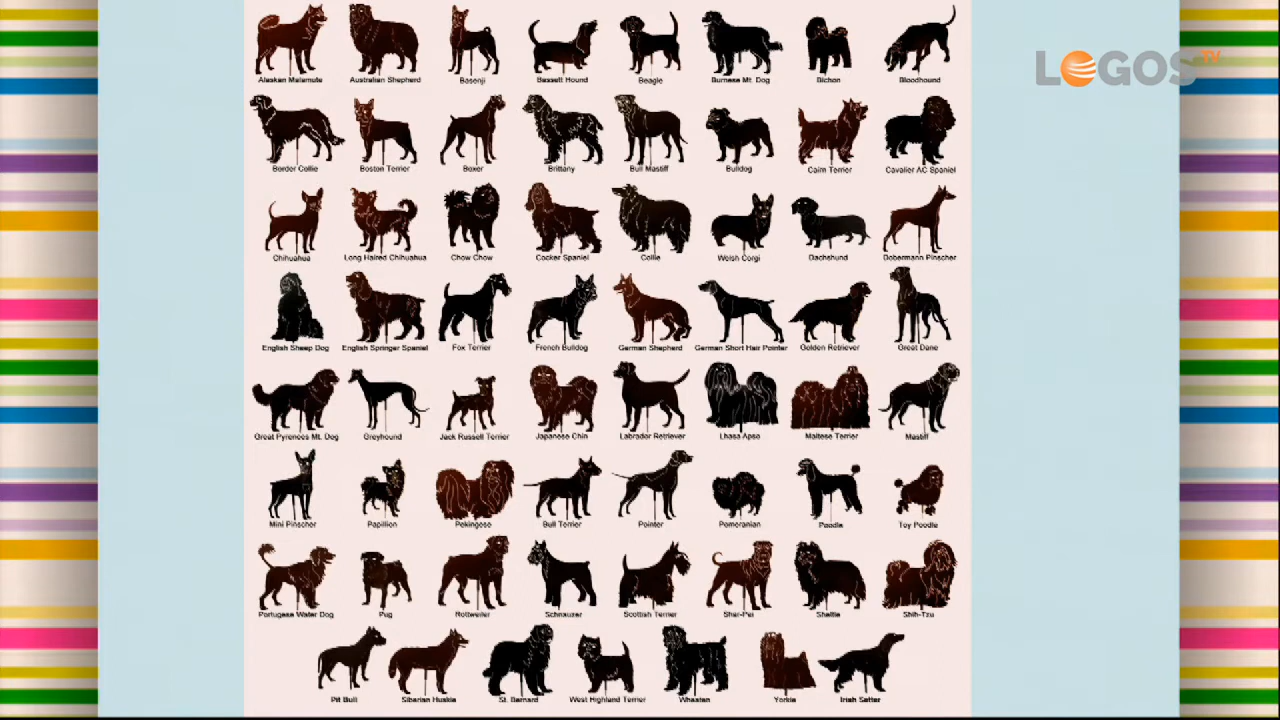 LOGOS TV
Alaskan Malamute Australian Shepherd Basenji Bassett Hound Beagle Burnese Mt. Dog Bichon Bloodhound
Border Collie Boston Terrier Boxer Brittany Bull Mastiff Bulldog Cairn Terrier Cavalier AC Spaniel
Chihuahua Long Haired Chihuahua Chow Chow Cocker Spaniel Collie Welsh Corgi Dachshund Dobermann Pinscher
English Sheep Dog English Springer Spaniel Fox Terrier French Bulldog German Shepherd German Short Hair Pointer Golden Retriever Great Dane
Great Pyrenees Mt. Dog Greyhound Jack Russell Terrier Japanese Chin Labrador Retriever Lhasa Apso Maltese Terrier Mastiff
Mini Pinscher Papillion Pekingese Bull Terrier Pointer Pomeranian Poodle Toy Poodle
Portugese Water Dog Pug Rottweiler Schnauzer Scottish Terrier Shar-Pei Sheltie Shih-Tzu
Pit Bull Siberian Huskie St. Barnard West Highland Terrier Wheaten Yorkie Irish Setter